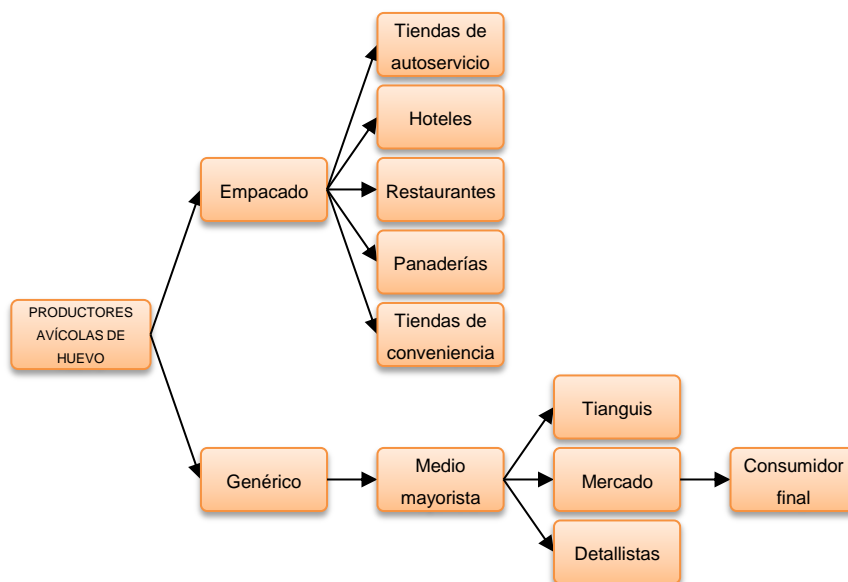 Tiendas de
autoservicio
Hoteles
Empacado
Restaurantes
Panaderías
PRODUCTORES
AVÍCOLAS DE
HUEVO
Tiendas de
conveniencia
Tianguis
Genérico
Medio
mayorista
Mercado
Consumidor
final
Detallistas